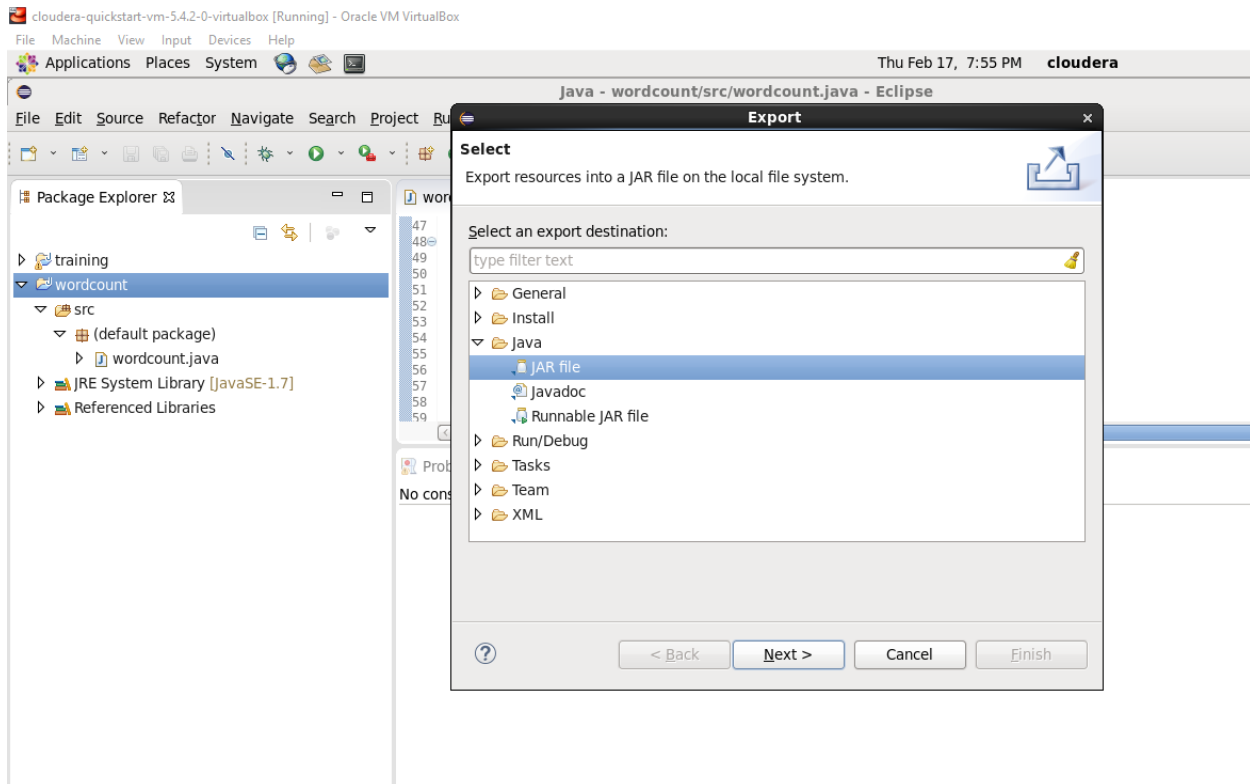 cloudera-quickstart-vm-5.4.2-0-virtualbox [Running] - Oracle VM VirtualBox
File Machine View Input Devices Help
Applications Places System Thu Feb 17, 7:55 PM cloudera
Java - wordcount/src/wordcount.java - Eclipse
File Edit Source Refactor Navigate Search Project Ru
Export
Select
Export resources into a JAR file on the local file system.
Package Explorer
training
wordcount
src
(default package)
wordcount.java
JRE System Library [JavaSE-1.7]
Referenced Libraries
wor
47
48
49
50
51
52
53
54
55
56
57
58
59
Prob
No cons
Select an export destination:
type filter text
General
Install
Java
JAR file
Javadoc
Runnable JAR file
Run/Debug
Tasks
Team
XML
? < Back Next > Cancel Finish